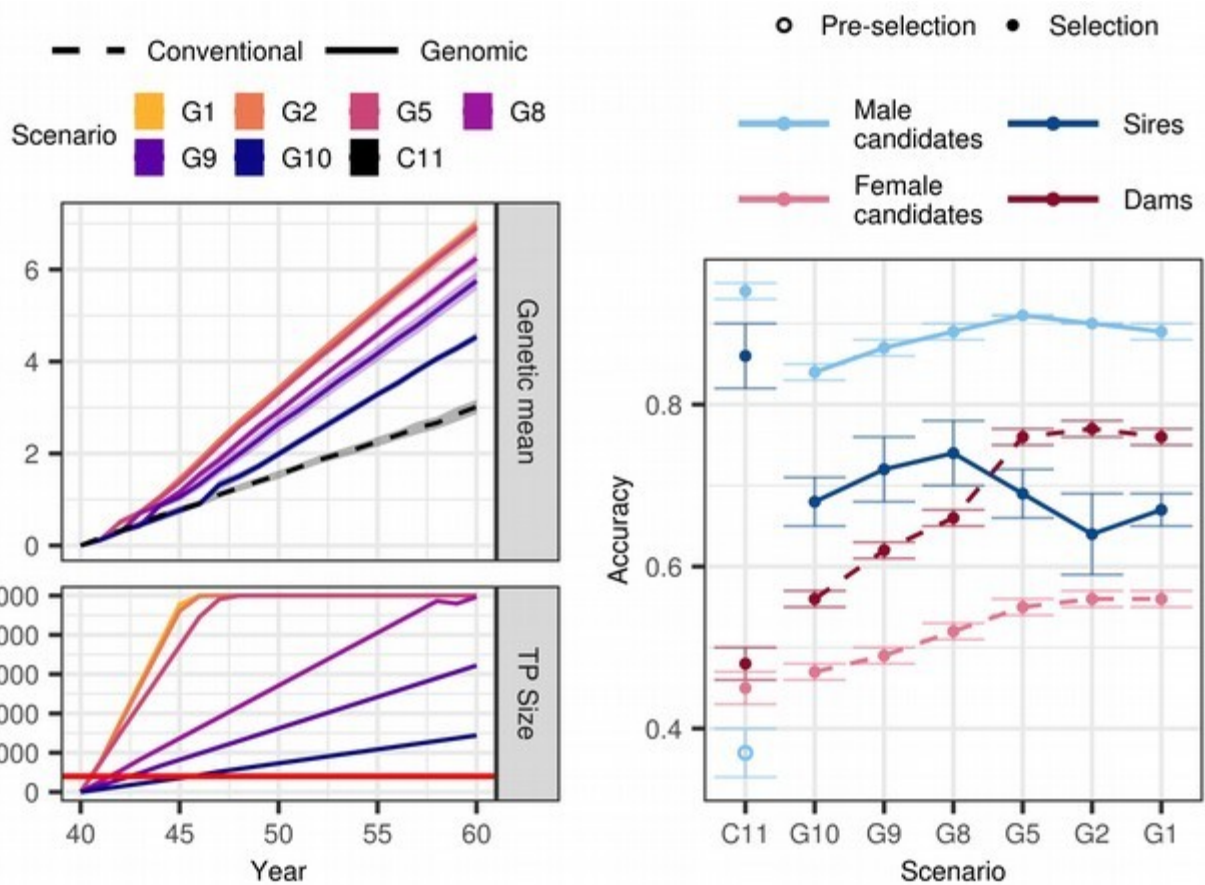 Conventional Genomic
Scenario G1 G2 G5 G8
G9 G10 C11
6
4
2
0
Genetic mean
000
000
000
000
000
0
TP Size
40 45 50 55 60
Year
Pre-selection Selection
Male candidates Sires
Female candidates Dams
0.8
0.6
0.4
Accuracy
C11 G10 G9 G8 G5 G2 G1
Scenario